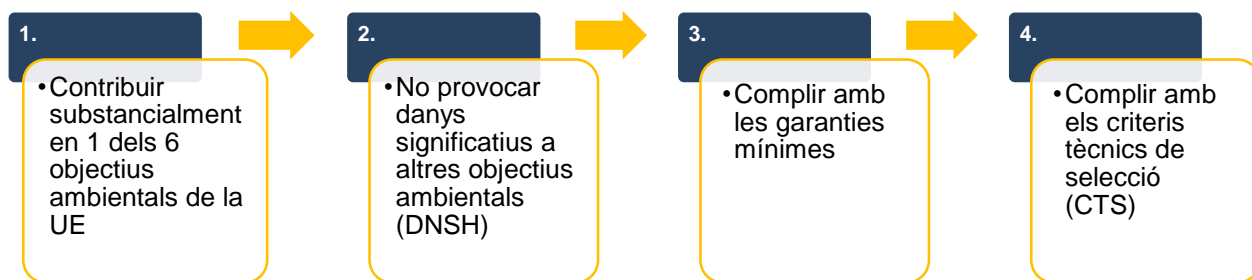 1.
•Contribuir
substancialment
en 1 dels 6
objectius
ambientals de la
UE
2.
•No provocar
danys
significatius a
altres objectius
ambientals
(DNSH)
3.
•Complir amb
les garanties
mínimes
4.
•Complir amb
els criteris
tècnics de
selecció
(CTS)